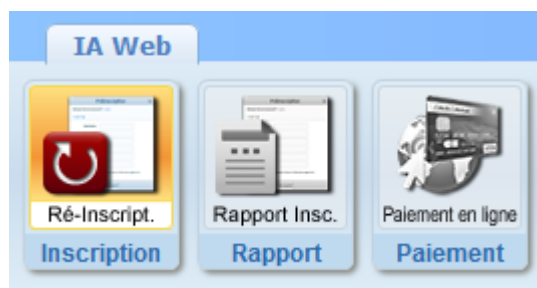 IA Web
Ré-Inscript.
Rapport Insc.
Paiement en ligne
Inscription
Rapport
Paiement